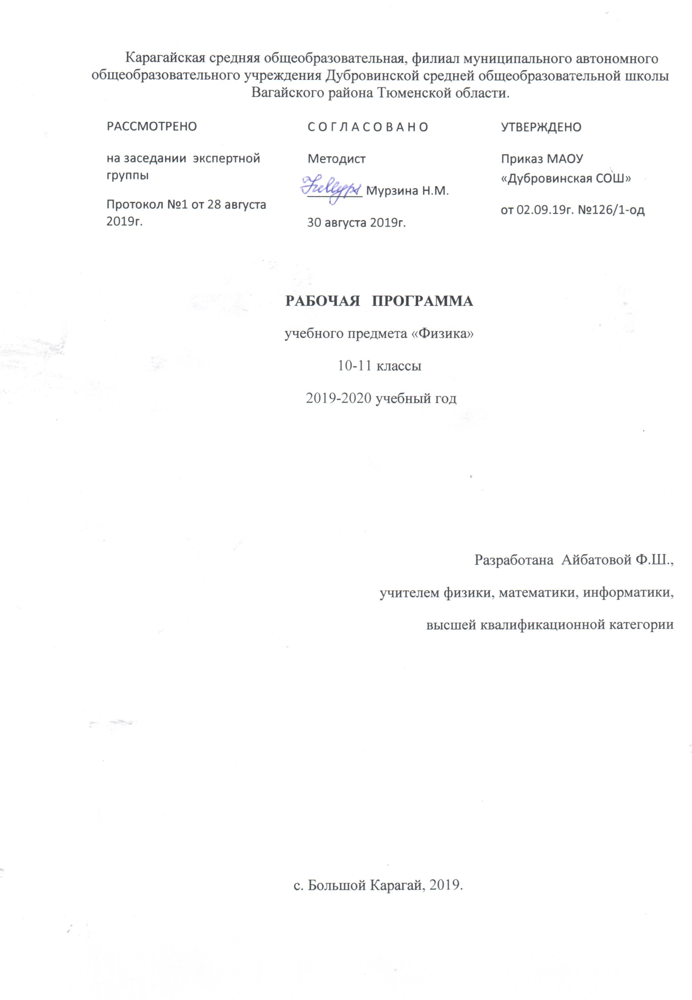 Карагайская средняя общеобразовательная, филиал муниципального автономного
общеобразовательного учреждения Дубровинской средней общеобразовательной школы
Вагайского района Тюменской области.
РАССМОТРЕНО
на заседании экспертной
группы
Протокол №1 от 28 августа
2019г.
С О Г Л А С О В А Н О
Методист
________ Мурзина Н.М.
30 августа 2019г.
УТВЕРЖДЕНО
Приказ МАОУ
«Дубровинская СОШ»
от 02.09.19г. №126/1-од
РАБОЧАЯ ПРОГРАММА
учебного предмета «Физика»
10-11 классы
2019-2020 учебный год
Разработана Айбатовой Ф.Ш.,
учителем физики, математики, информатики,
высшей квалификационной категории
с. Большой Карагай, 2019.